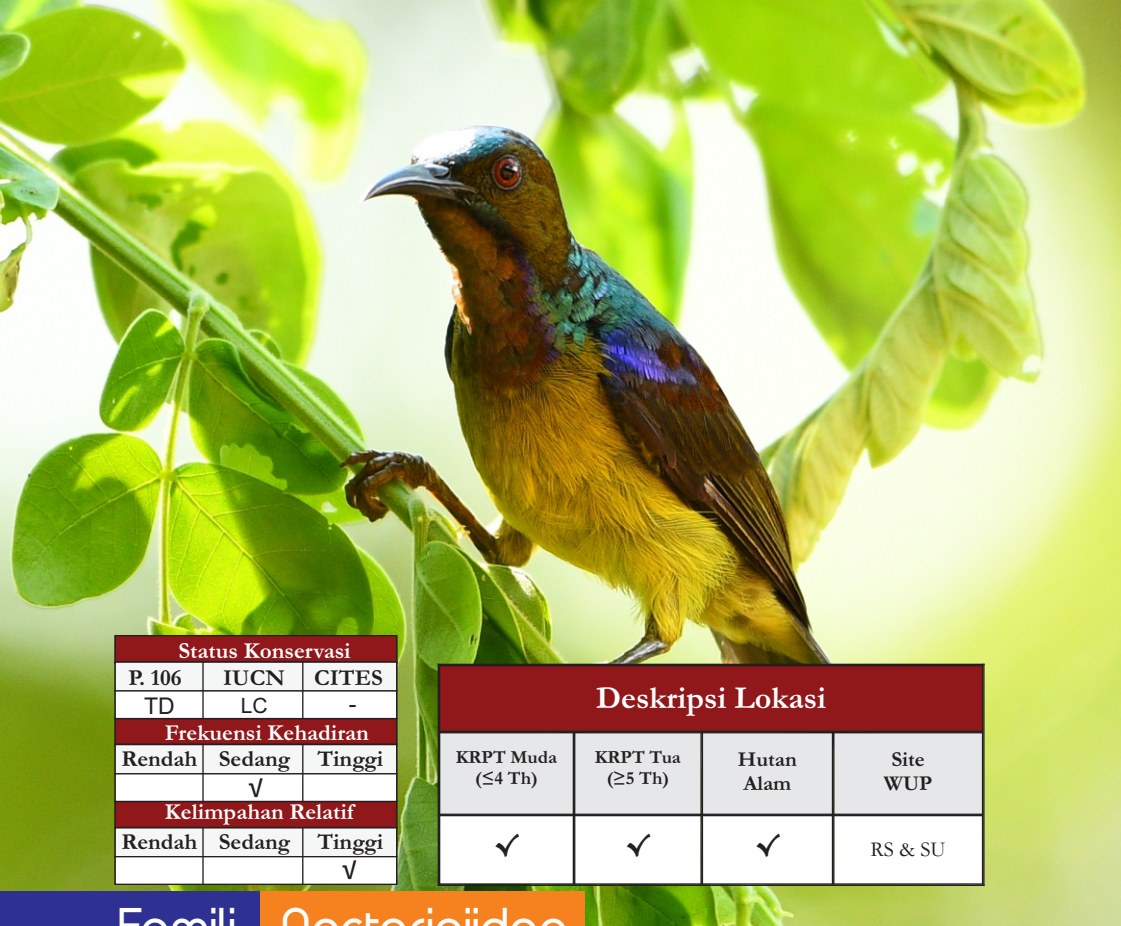 Status Konservasi
P. 106 IUCN CITES
TD LC -
Frekuensi Kehadiran
Rendah Sedang Tinggi
√
Kelimpahan Relatif
Rendah Sedang Tinggi
√
Deskripsi Lokasi
KRPT Muda (≤4 Th) KRPT Tua (≥5 Th) Hutan Alam Site WUP
✓ ✓ ✓ RS & SU
Famili